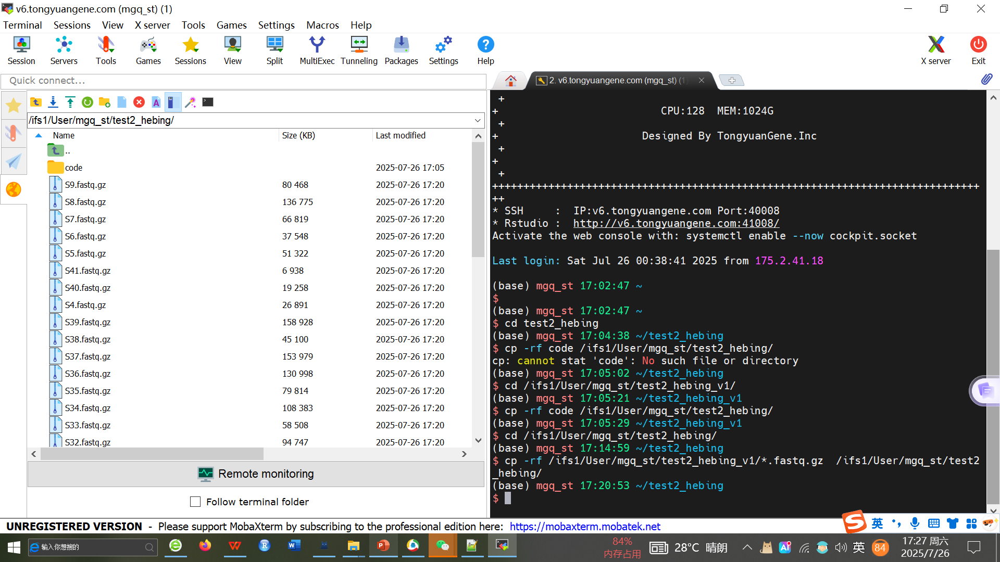 v6.tongyuangene.com (mgq_st) (1)
Terminal Sessions View X server Tools Games Settings Macros Help
Session Servers Tools Games Sessions View Split MultiExec Tunneling Packages Settings Help X server Exit
Quick connect...
2. v6.tongyuangene.com (mgq_st) (1)
/ifs1/User/mgq_st/test2_hebing/
Name Size (KB) Last modified
..
code 2025-07-26 17:05
S9.fastq.gz 80 468 2025-07-26 17:20
S8.fastq.gz 136 775 2025-07-26 17:20
S7.fastq.gz 66 819 2025-07-26 17:20
S6.fastq.gz 37 548 2025-07-26 17:20
S5.fastq.gz 51 322 2025-07-26 17:20
S41.fastq.gz 6 938 2025-07-26 17:20
S40.fastq.gz 19 258 2025-07-26 17:20
S4.fastq.gz 26 891 2025-07-26 17:20
S39.fastq.gz 158 928 2025-07-26 17:20
S38.fastq.gz 45 100 2025-07-26 17:20
S37.fastq.gz 153 979 2025-07-26 17:20
S36.fastq.gz 130 998 2025-07-26 17:20
S35.fastq.gz 79 814 2025-07-26 17:20
S34.fastq.gz 108 383 2025-07-26 17:20
S33.fastq.gz 58 508 2025-07-26 17:20
S32.fastq.gz 94 747 2025-07-26 17:20
Remote monitoring
Follow terminal folder
+
+ CPU:128 MEM:1024G
+
+ Designed By TongyuanGene.Inc
+
+
+
++++++++++++++++++++++++++++++++++++++++++++++++++++++++++++++++++++++++++++++
++
* SSH : IP:v6.tongyuangene.com Port:40008
* Rstudio : http://v6.tongyuangene.com:41008/
Activate the web console with: systemctl enable --now cockpit.socket
Last login: Sat Jul 26 00:38:41 2025 from 175.2.41.18
(base) mgq_st 17:02:47 ~
$
(base) mgq_st 17:02:47 ~
$ cd test2_hebing
(base) mgq_st 17:04:38 ~/test2_hebing
$ cp -rf code /ifs1/User/mgq_st/test2_hebing/
cp: cannot stat 'code': No such file or directory
(base) mgq_st 17:05:02 ~/test2_hebing
$ cd /ifs1/User/mgq_st/test2_hebing_v1/
(base) mgq_st 17:05:21 ~/test2_hebing_v1
$ cp -rf code /ifs1/User/mgq_st/test2_hebing/
(base) mgq_st 17:05:29 ~/test2_hebing_v1
$ cd /ifs1/User/mgq_st/test2_hebing/
(base) mgq_st 17:14:59 ~/test2_hebing
$ cp -rf /ifs1/User/mgq_st/test2_hebing_v1/*.fastq.gz /ifs1/User/mgq_st/test2
_hebing/
(base) mgq_st 17:20:53 ~/test2_hebing
$
UNREGISTERED VERSION - Please support MobaXterm by subscribing to the professional edition here: https://mobaxterm.mobatek.net
英
输入你想搜的
84%
内存占用
28°C 晴朗
英
84
17:27 周六
2025/7/26